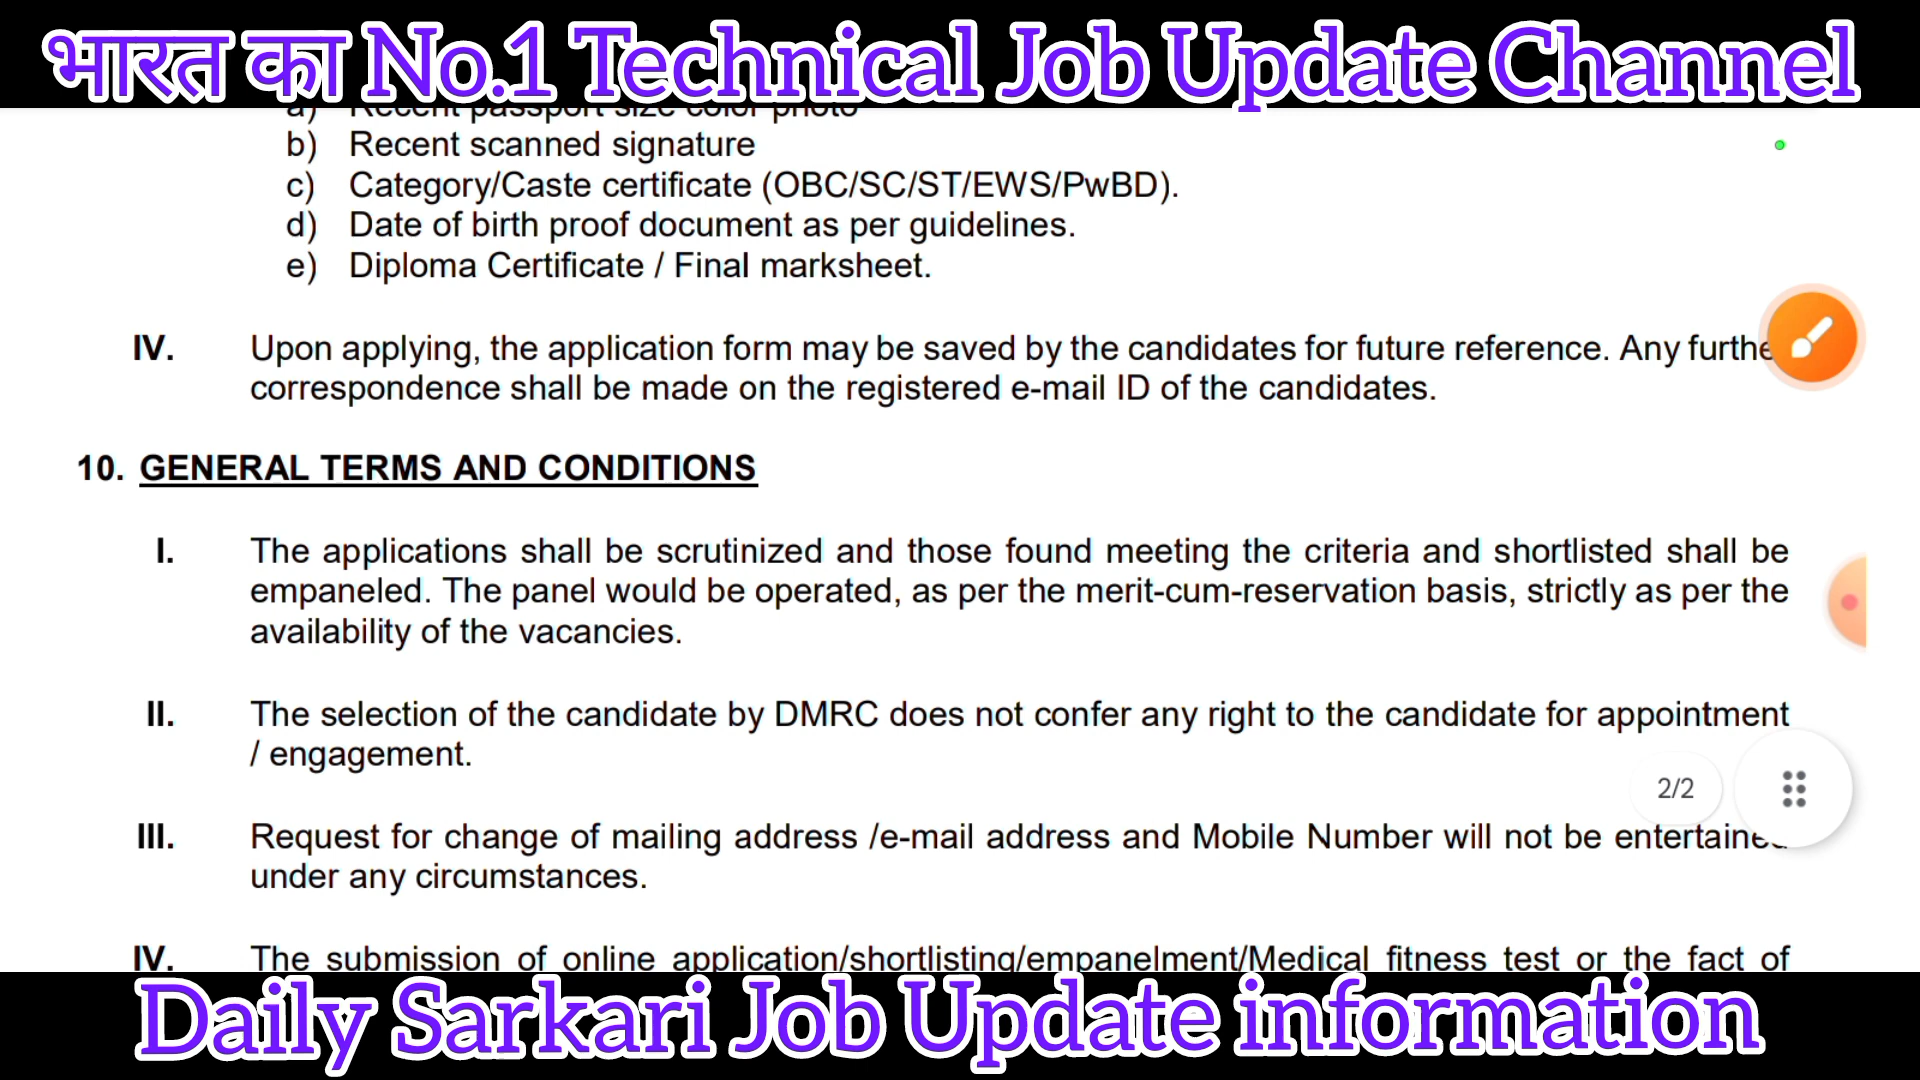 भारत का No.1 Technical Job Update Channel
a) Recent passport size color photo
b) Recent scanned signature
c) Category/Caste certificate (OBC/SC/ST/EWS/PwBD).
d) Date of birth proof document as per guidelines.
e) Diploma Certificate / Final marksheet.
IV. Upon applying, the application form may be saved by the candidates for future reference. Any furthe
correspondence shall be made on the registered e-mail ID of the candidates.
10. GENERAL TERMS AND CONDITIONS
I. The applications shall be scrutinized and those found meeting the criteria and shortlisted shall be
empaneled. The panel would be operated, as per the merit-cum-reservation basis, strictly as per the
availability of the vacancies.
II. The selection of the candidate by DMRC does not confer any right to the candidate for appointment
/ engagement.
2/2
III. Request for change of mailing address /e-mail address and Mobile Number will not be entertained
under any circumstances.
IV. The submission of online application/shortlisting/empanelment/Medical fitness test or the fact of
Daily Sarkari Job Update information